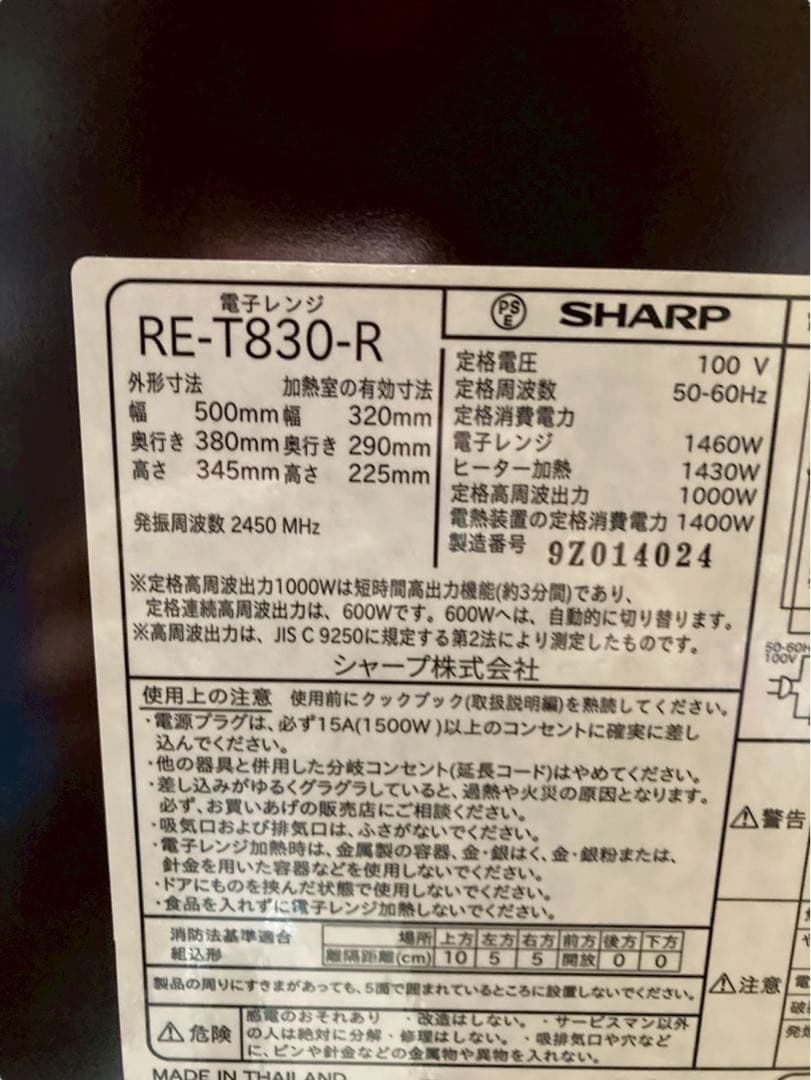 電子レンジ
RE-T830-R
外形寸法 加熱室の有効寸法
幅 500mm 幅 320mm
奥行き 380mm 奥行き 290mm
高さ 345mm 高さ 225mm
発振周波数 2450 MHz
PS
E
SHARP
定格電圧 100 V
定格周波数 50-60Hz
定格消費電力
電子レンジ 1460W
ヒーター加熱 1430W
定格高周波出力 1000W
電熱装置の定格消費電力 1400W
製造番号 9Z014024
※定格高周波出力1000Wは短時間高出力機能(約3分間)であり、
定格連続高周波出力は、600Wです。600Wへは、自動的に切り替ります。
※高周波出力は、JIS C 9250に規定する第2法により測定したものです。
シャープ株式会社
使用上の注意 使用前にクックブック(取扱説明編)を熟読してください。
・電源プラグは、必ず15A(1500W)以上のコンセントに確実に差し
込んでください。
・他の器具と併用した分岐コンセント(延長コード)はやめてください。
・差し込みがゆるくグラグラしていると、過熱や火災の原因となります。
必ず、お買いあげの販売店にご相談ください。
・吸気口および排気口は、ふさがないでください。
・電子レンジ加熱時は、金属製の容器、金・銀はく、金・銀粉または、
針金を用いた容器などを使用しないでください。
・ドアにものを挟んだ状態で使用しないでください。
・食品を入れずに電子レンジ加熱しないでください。
消防法基準適合
組込形
場所 上方 左方 右方 前方 後方 下方
離隔距離(cm) 10 5 5 開放 0 0
製品の周りにすきまがあっても、5面で囲まれているところに設置しないでください。
⚠危険
感電のおそれあり ・改造はしない。・サービスマン以外
の人は絶対に分解・修理はしない。・吸排気口や穴など
に、ピンや針金などの金属物や異物を入れない。
MADE IN THAILAND
50-60H
100V
⚠警告
⚠注意